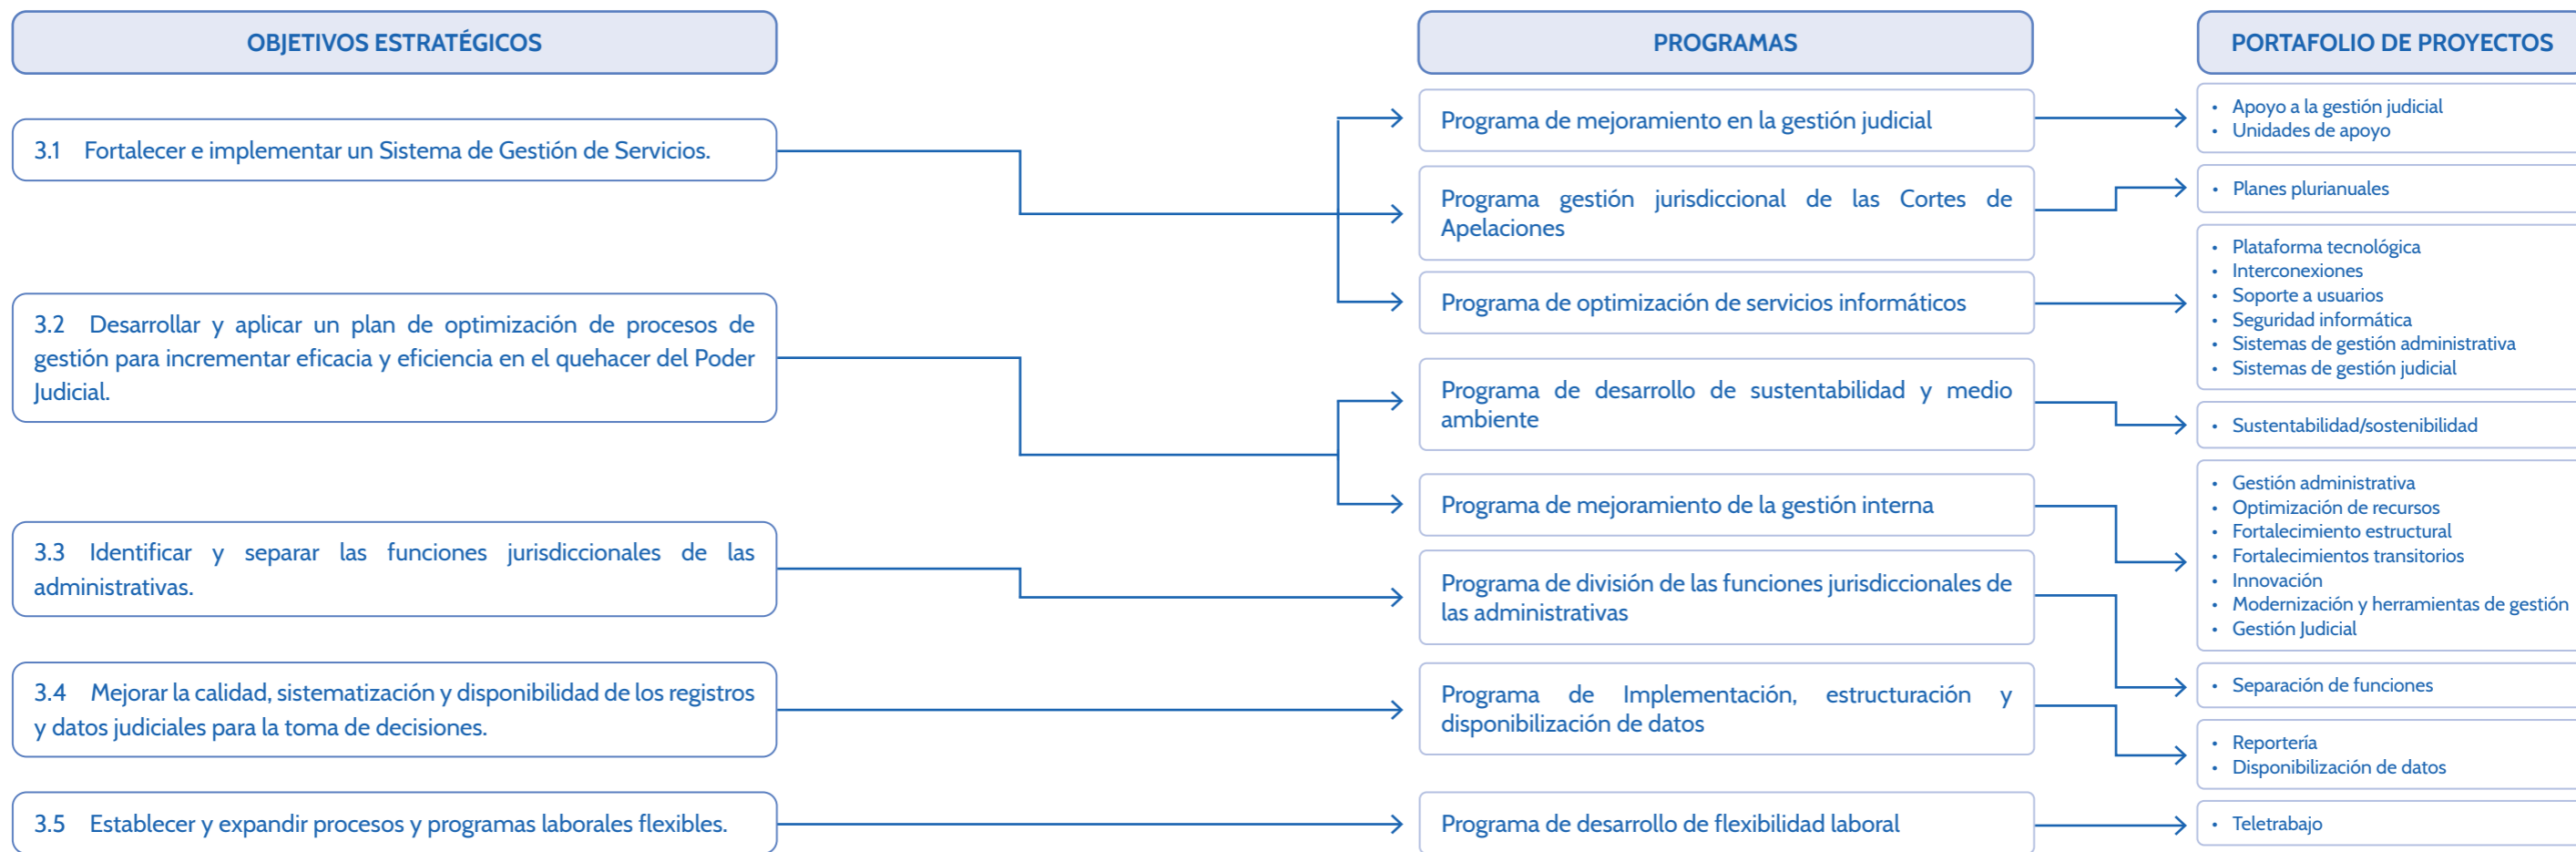 OBJETIVOS ESTRATÉGICOS
PROGRAMAS
PORTAFOLIO DE PROYECTOS
3.1 Fortalecer e implementar un Sistema de Gestión de Servicios.
3.2 Desarrollar y aplicar un plan de optimización de procesos de
gestión para incrementar eficacia y eficiencia en el quehacer del Poder
Judicial.
3.3 Identificar y separar las funciones jurisdiccionales de las
administrativas.
3.4 Mejorar la calidad, sistematización y disponibilidad de los registros
y datos judiciales para la toma de decisiones.
3.5 Establecer y expandir procesos y programas laborales flexibles.
Programa de mejoramiento en la gestión judicial
Programa gestión jurisdiccional de las Cortes de
Apelaciones
Programa de optimización de servicios informáticos
Programa de desarrollo de sustentabilidad y medio
ambiente
Programa de mejoramiento de la gestión interna
Programa de división de las funciones jurisdiccionales de
las administrativas
Programa de Implementación, estructuración y
disponibilización de datos
Programa de desarrollo de flexibilidad laboral
• Apoyo a la gestión judicial
• Unidades de apoyo
• Planes plurianuales
• Plataforma tecnológica
• Interconexiones
• Soporte a usuarios
• Seguridad informática
• Sistemas de gestión administrativa
• Sistemas de gestión judicial
• Sustentabilidad/sostenibilidad
• Gestión administrativa
• Optimización de recursos
• Fortalecimiento estructural
• Fortalecimientos transitorios
• Innovación
• Modernización y herramientas de gestión
• Gestión Judicial
• Separación de funciones
• Reportería
• Disponibilización de datos
• Teletrabajo